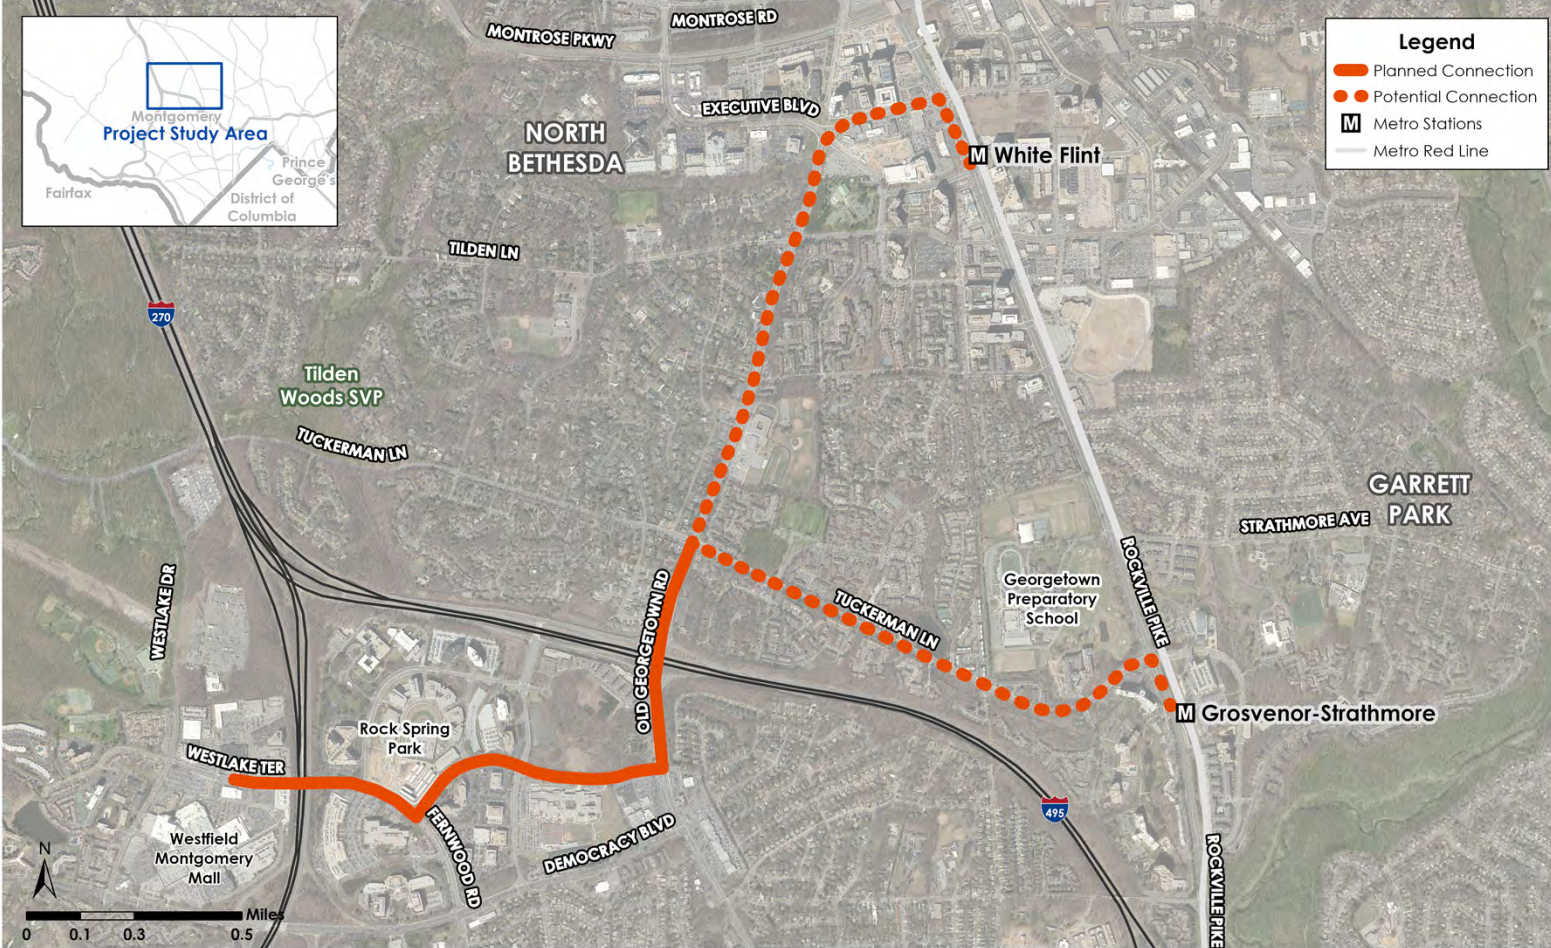 MONTROSE PKWY
MONTROSE RD
Legend
Planned Connection
Potential Connection
M Metro Stations
Metro Red Line
Montgomery
Project Study Area
Prince
George's
Fairfax
District of
Columbia
EXECUTIVE BLVD
NORTH
BETHESDA
M White Flint
TILDEN LN
270
Tilden
Woods SVP
TUCKERMAN LN
GARRETT
PARK
STRATHMORE AVE
ROCKVILLE PIKE
WESTLAKE DR
OLD GEORGETOWN RD
TUCKERMAN LN
Georgetown
Preparatory
School
M Grosvenor-Strathmore
Rock Spring
Park
WESTLAKE TER
FERNWOOD RD
DEMOCRACY BLVD
495
Westfield
Montgomery
Mall
ROCKVILLE PIKE
N
Miles
0 0.1 0.3 0.5